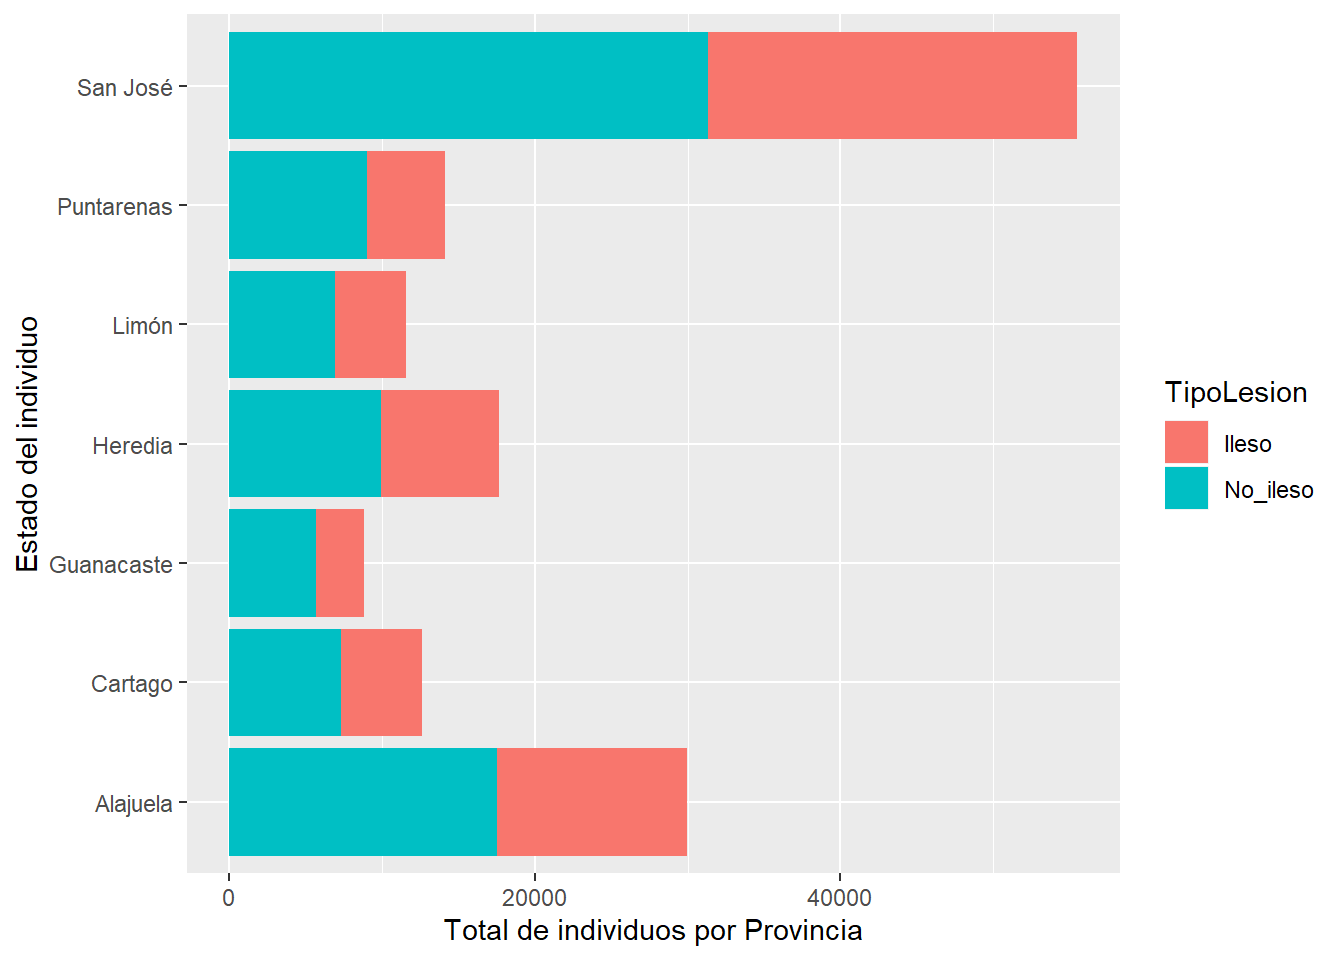 San José
Puntarenas
Limón
Heredia
Guanacaste
Cartago
Alajuela
Estado del individuo
0
20000
40000
Total de individuos por Provincia
TipoLesion
Ileso
No_ileso